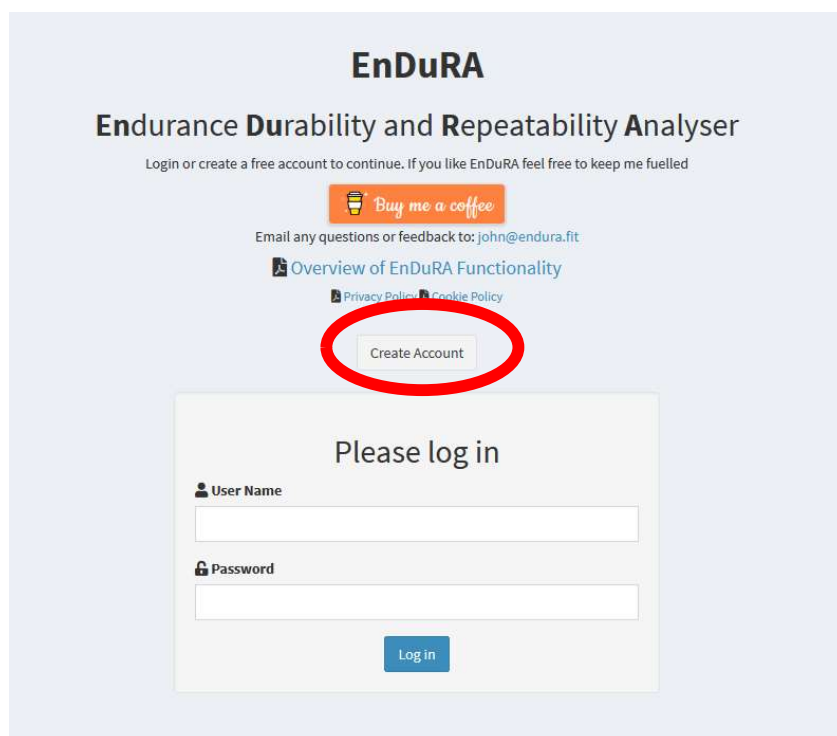 EnDuRA
Endurance Durability and Repeatability Analyser
Login or create a free account to continue. If you like EnDuRA feel free to keep me fuelled
Buy me a coffee
Email any questions or feedback to: john@endura.fit
Overview of EnDuRA Functionality
Privacy Policy Cookie Policy
Create Account
Please log in
User Name
Password
Log in